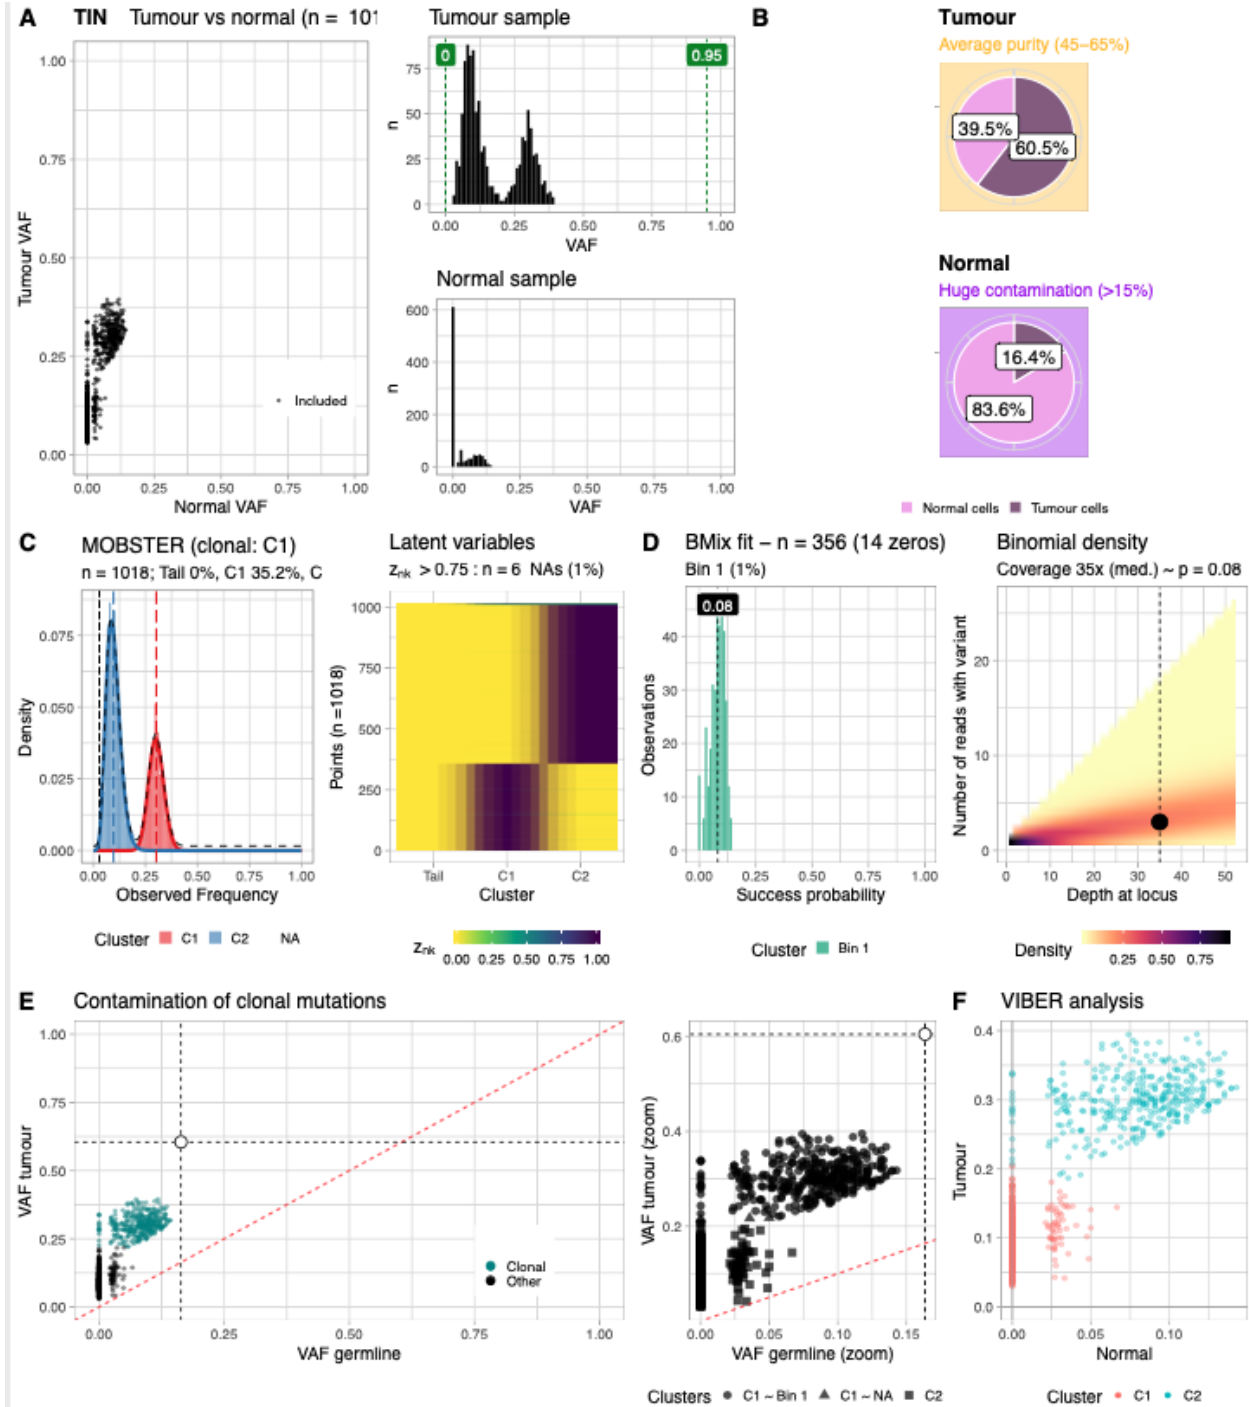 A
TIN Tumour vs normal (n = 101
1.00
0.75
0.50
0.25
0.00
Tumour VAF
Included
0.00 0.25 0.50 0.75 1.00
Normal VAF
Tumour sample
0
0.95
75
50
25
0
n
0.00 0.25 0.50 0.75 1.00
VAF
Normal sample
600
400
200
0
n
0.00 0.25 0.50 0.75 1.00
VAF
B
Tumour
Average purity (45–65%)
39.5%
60.5%
Normal
Huge contamination (>15%)
16.4%
83.6%
Normal cells Tumour cells
C
MOBSTER (clonal: C1)
n = 1018; Tail 0%, C1 35.2%, C
0.075
0.050
0.025
0.000
Density
0.00 0.25 0.50 0.75 1.00
Observed Frequency
Cluster C1 C2 NA
Latent variables
znk > 0.75 : n = 6 NAs (1%)
1000
750
500
250
0
Points (n =1018)
Tail C1 C2
Cluster
znk
0.00 0.25 0.50 0.75 1.00
D
BMix fit – n = 356 (14 zeros)
Bin 1 (1%)
0.08
40
30
20
10
0
Observations
0.00 0.25 0.50 0.75 1.00
Success probability
Cluster Bin 1
Binomial density
Coverage 35x (med.) ~ p = 0.08
20
10
0
Number of reads with variant
0 10 20 30 40 50
Depth at locus
Density
0.25 0.50 0.75
E
Contamination of clonal mutations
1.00
0.75
0.50
0.25
0.00
VAF tumour
Clonal
Other
0.00 0.25 0.50 0.75 1.00
VAF germline
0.6
0.4
0.2
VAF tumour (zoom)
0.00 0.05 0.10 0.15
VAF germline (zoom)
Clusters C1 ~ Bin 1 C1 ~ NA C2
F
VIBER analysis
0.4
0.3
0.2
0.1
0.0
Tumour
0.00 0.05 0.10
Normal
Cluster C1 C2